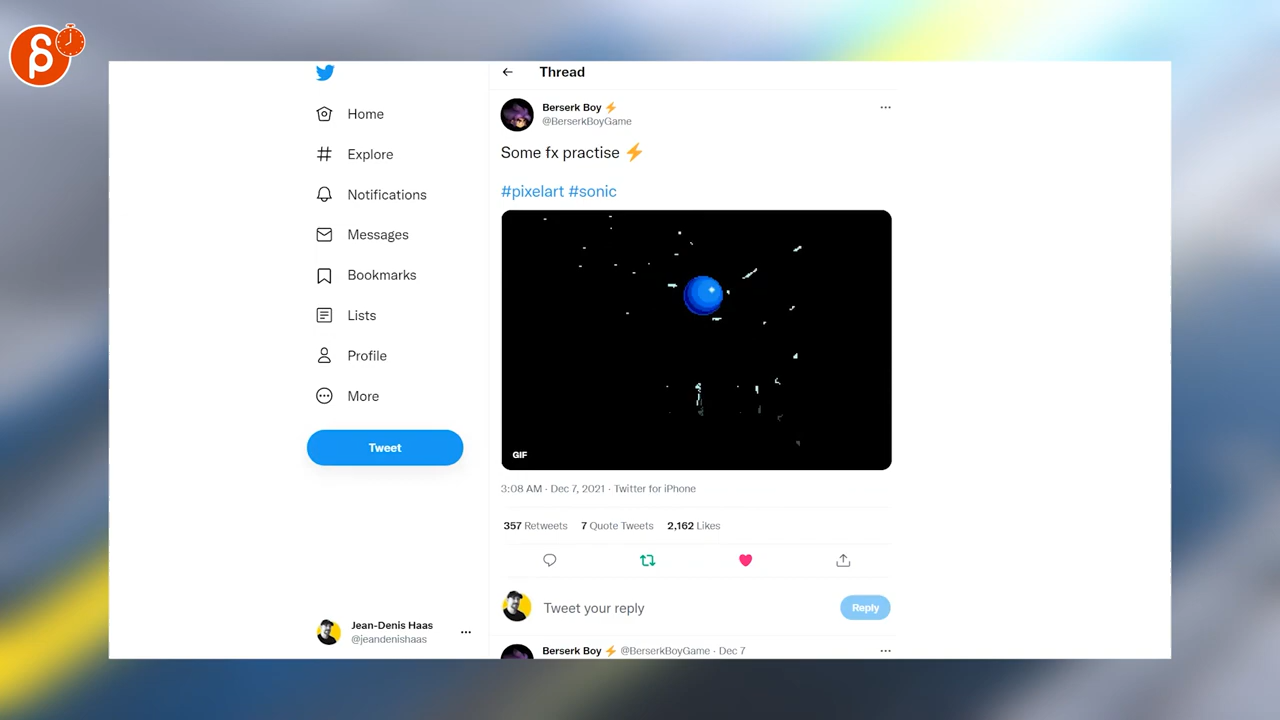 Thread
Berserk Boy ⚡
@BerserkBoyGame
Some fx practise ⚡
#pixelart #sonic
GIF
3:08 AM · Dec 7, 2021 · Twitter for iPhone
357 Retweets 7 Quote Tweets 2,162 Likes
Tweet your reply
Reply
Berserk Boy ⚡ @BerserkBoyGame · Dec 7
Home
Explore
Notifications
Messages
Bookmarks
Lists
Profile
More
Tweet
Jean-Denis Haas
@jeandenishaas